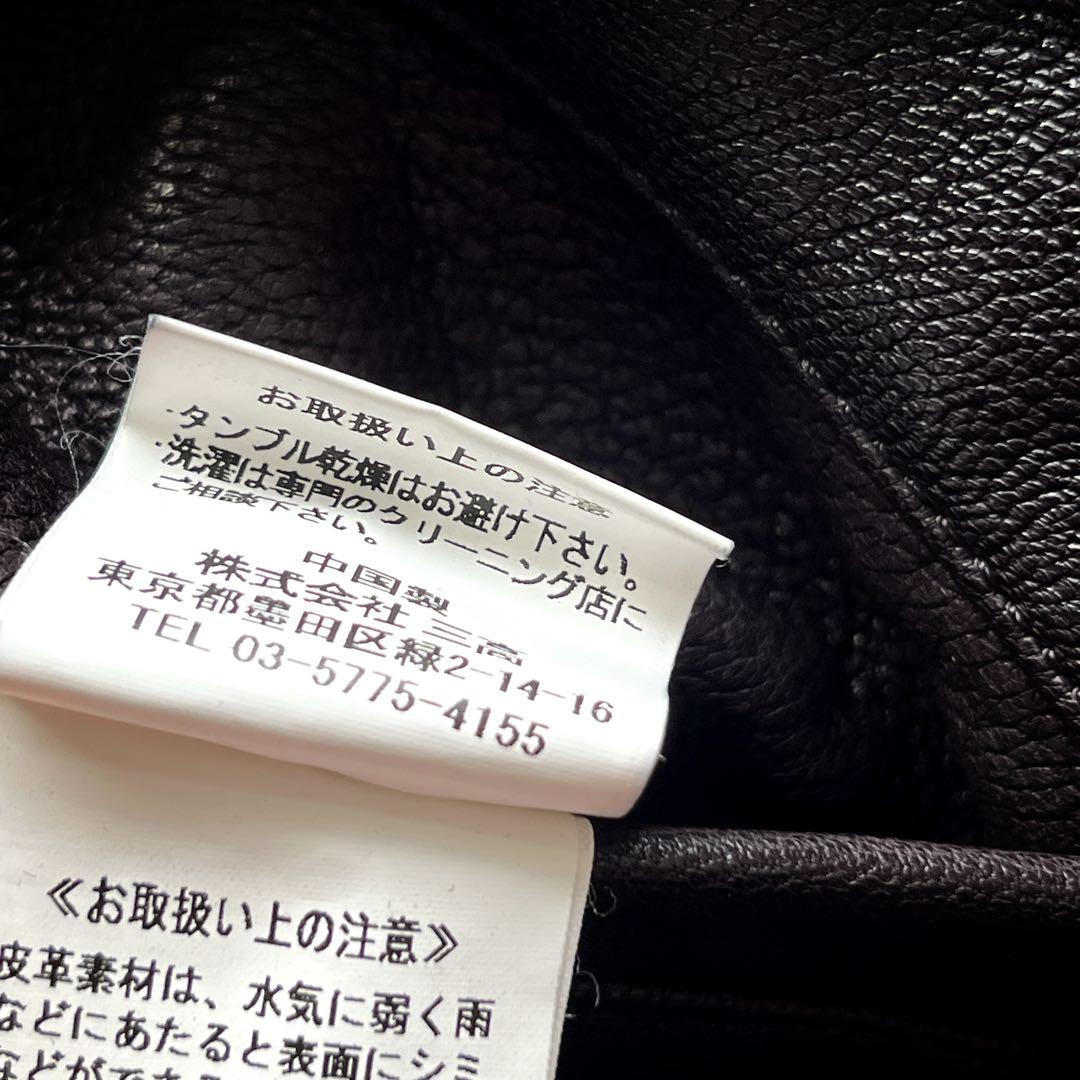 お取扱い上の注意
・タンブル乾燥はお避け下さい。
・洗濯は専門のクリーニング店に
ご相談下さい。
中国製
株式会社 三高
東京都墨田区緑2-14-16
TEL 03-5775-4155
≪お取扱い上の注意≫
皮革素材は、水気に弱く雨
などにあたると表面にシミ
などができ